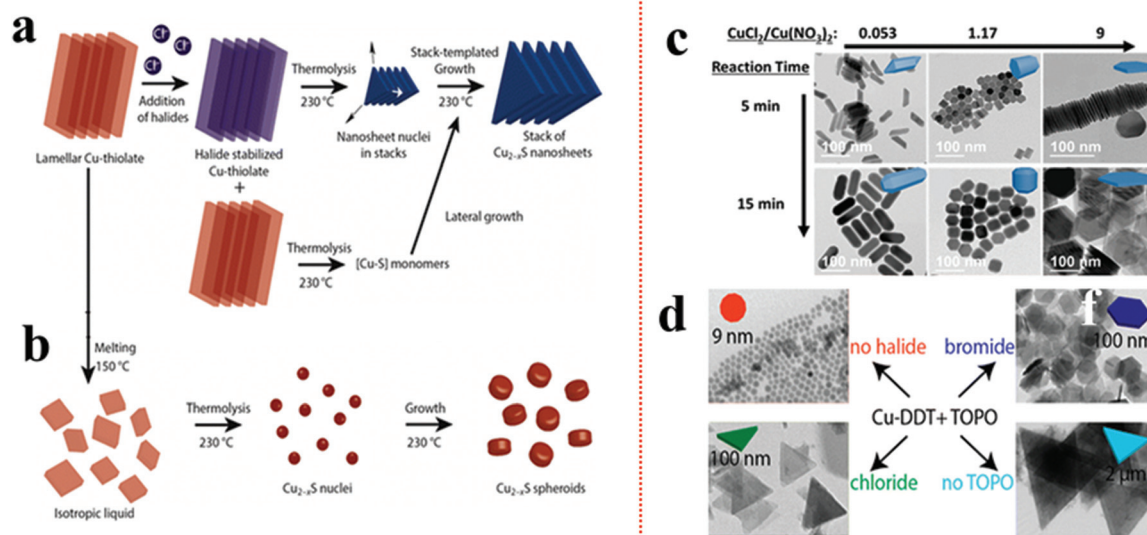 a
Cl⁻
Cl⁻
Cl⁻
Addition
of halides
Thermolysis
230 °C
Stack-templated
Growth
230 °C
Lamellar Cu-thiolate
Halide stabilized
Cu-thiolate
+
Nanosheet nuclei
in stacks
Stack of
Cu₂₋ₓS nanosheets
Thermolysis
230 °C
[Cu-S] monomers
Lateral growth
b
Melting
150 °C
Isotropic liquid
Thermolysis
230 °C
Cu₂₋ₓS nuclei
Growth
230 °C
Cu₂₋ₓS spheroids
c
CuCl₂/Cu(NO₃)₂:
0.053
1.17
9
Reaction Time
5 min
100 nm
100 nm
100 nm
15 min
100 nm
100 nm
100 nm
d
9 nm
no halide
bromide
f
100 nm
Cu-DDT+ TOPO
100 nm
chloride
no TOPO
2 µm